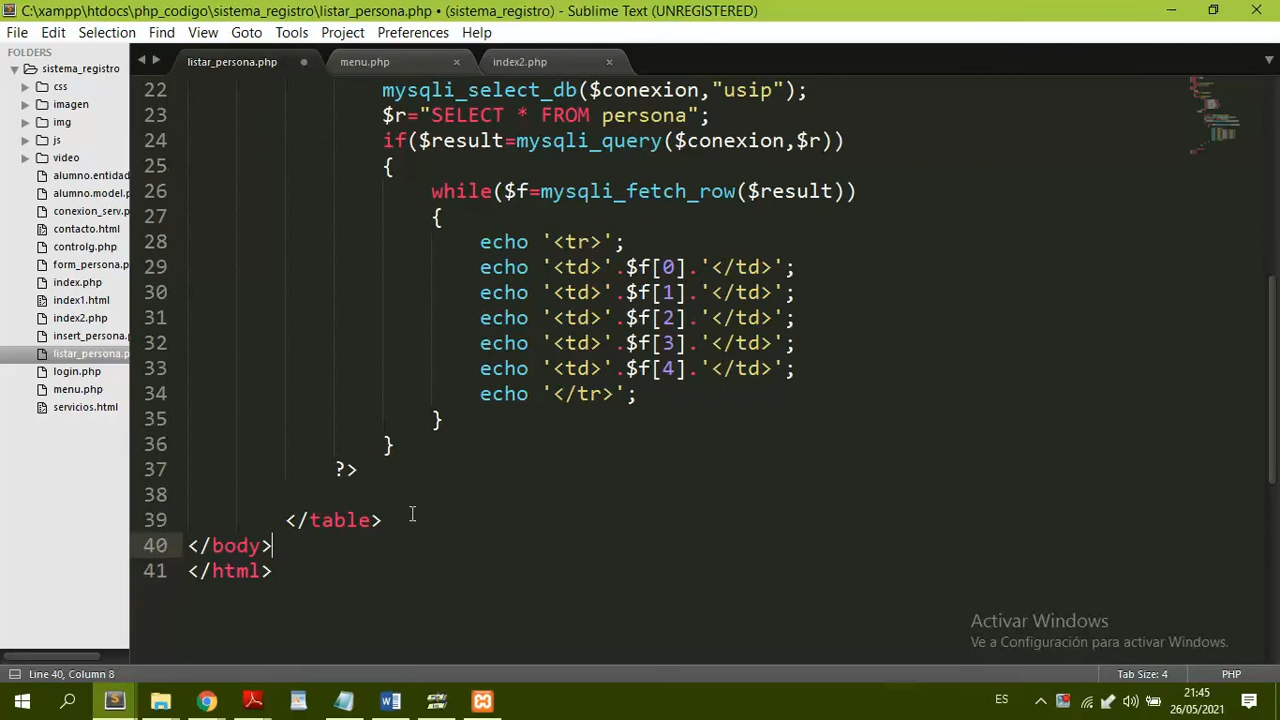 C:\xampp\htdocs\php_codigo\sistema_registro\listar_persona.php • (sistema_registro) - Sublime Text (UNREGISTERED)
File Edit Selection Find View Goto Tools Project Preferences Help
FOLDERS
sistema_registro
css
imagen
img
js
video
alumno.entidad
alumno.model.p
conexion_serv.p
contacto.html
controlg.php
form_persona.p
index.php
index1.html
index2.php
insert_persona.p
listar_persona.p
login.php
menu.php
servicios.html
listar_persona.php menu.php index2.php
22 mysqli_select_db($conexion,"usip");
23 $r="SELECT * FROM persona";
24 if($result=mysqli_query($conexion,$r))
25 {
26 while($f=mysqli_fetch_row($result))
27 {
28 echo '<tr>';
29 echo '<td>'.$f[0].'</td>';
30 echo '<td>'.$f[1].'</td>';
31 echo '<td>'.$f[2].'</td>';
32 echo '<td>'.$f[3].'</td>';
33 echo '<td>'.$f[4].'</td>';
34 echo '</tr>';
35 }
36 }
37 ?>
38
39 </table>
40 </body>
41 </html>
Activar Windows
Ve a Configuración para activar Windows.
Line 40, Column 8 Tab Size: 4 PHP
ES 21:45
26/05/2021